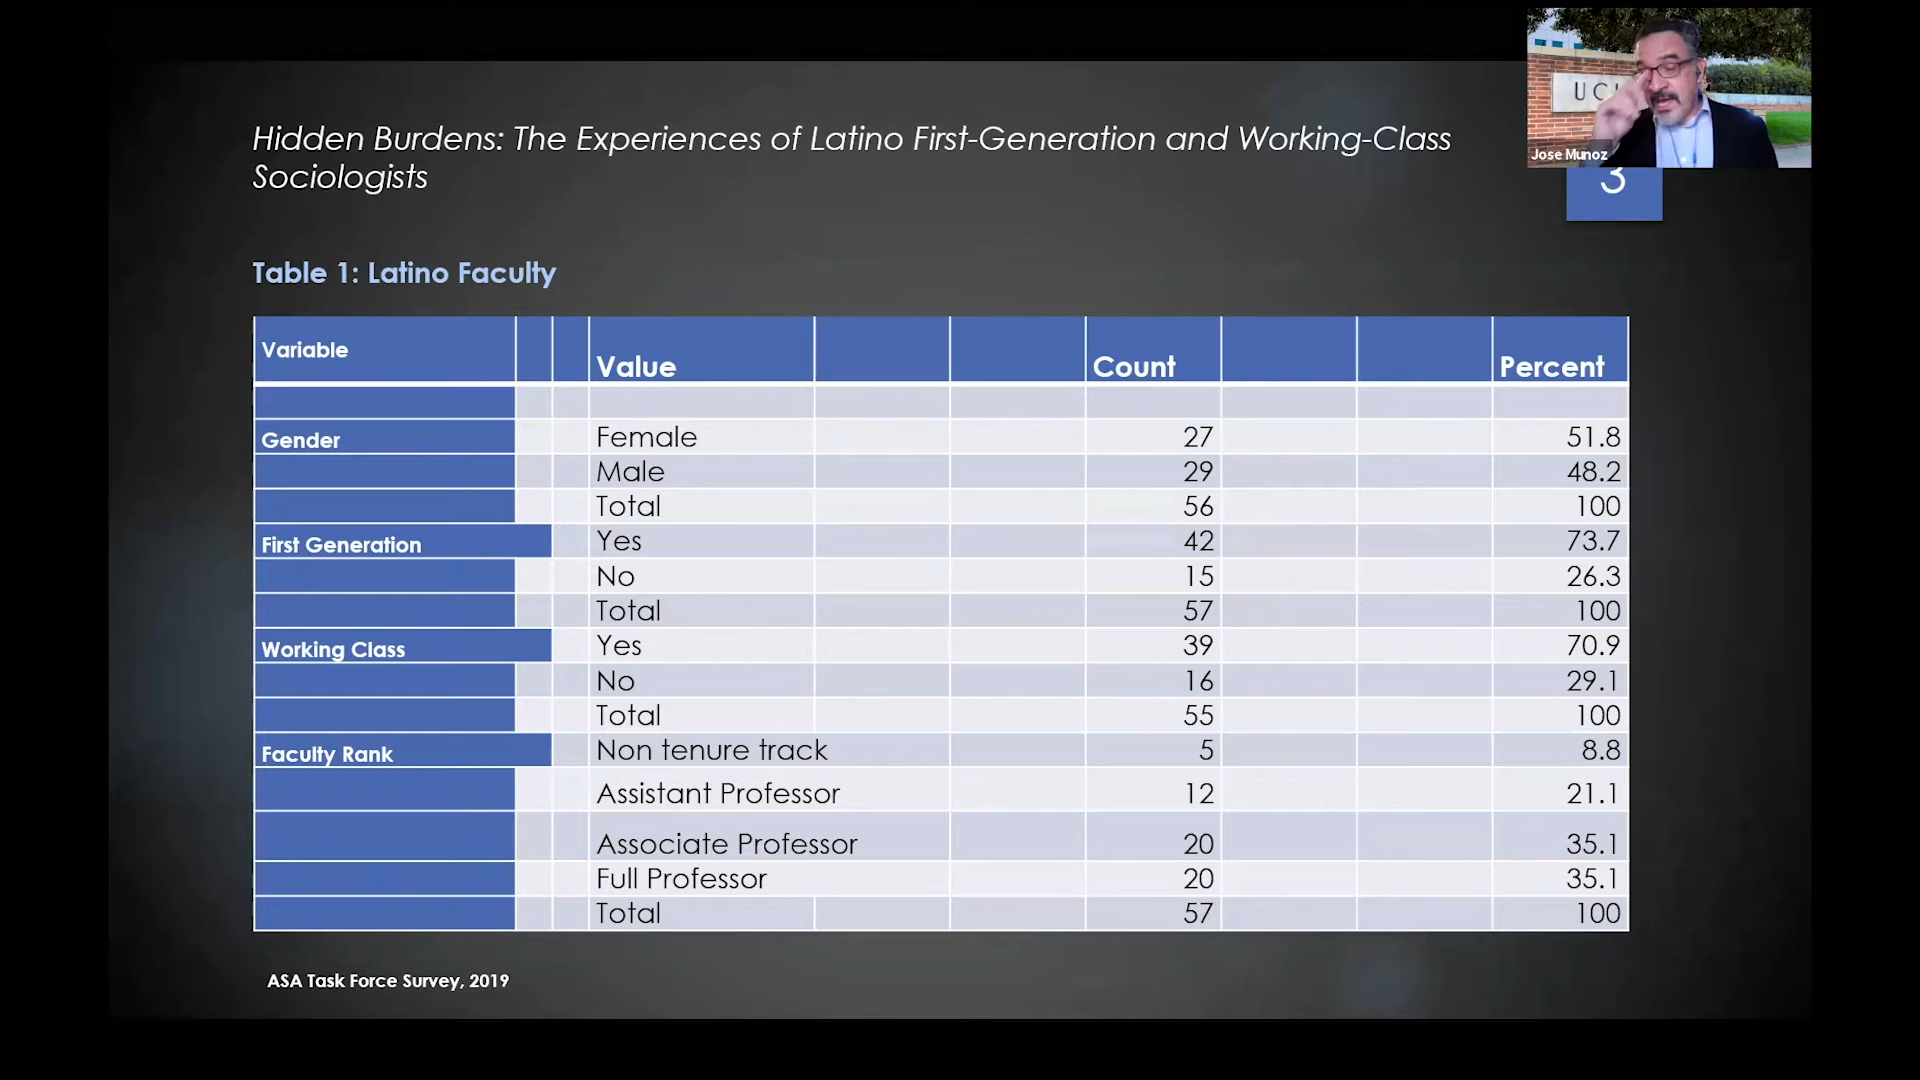 UC
Jose Munoz
Hidden Burdens: The Experiences of Latino First-Generation and Working-Class
Sociologists
3
Table 1: Latino Faculty
Variable Value Count Percent
Gender Female 27 51.8
Male 29 48.2
Total 56 100
First Generation Yes 42 73.7
No 15 26.3
Total 57 100
Working Class Yes 39 70.9
No 16 29.1
Total 55 100
Faculty Rank Non tenure track 5 8.8
Assistant Professor 12 21.1
Associate Professor 20 35.1
Full Professor 20 35.1
Total 57 100
ASA Task Force Survey, 2019